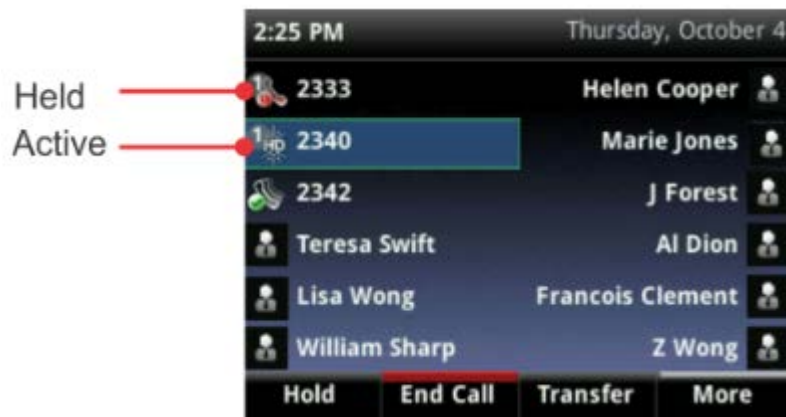 2:25 PM Thursday, October 4
Held 1 2333 Helen Cooper
Active 1 HD 2340 Marie Jones
2342 J Forest
Teresa Swift Al Dion
Lisa Wong Francois Clement
William Sharp Z Wong
Hold End Call Transfer More